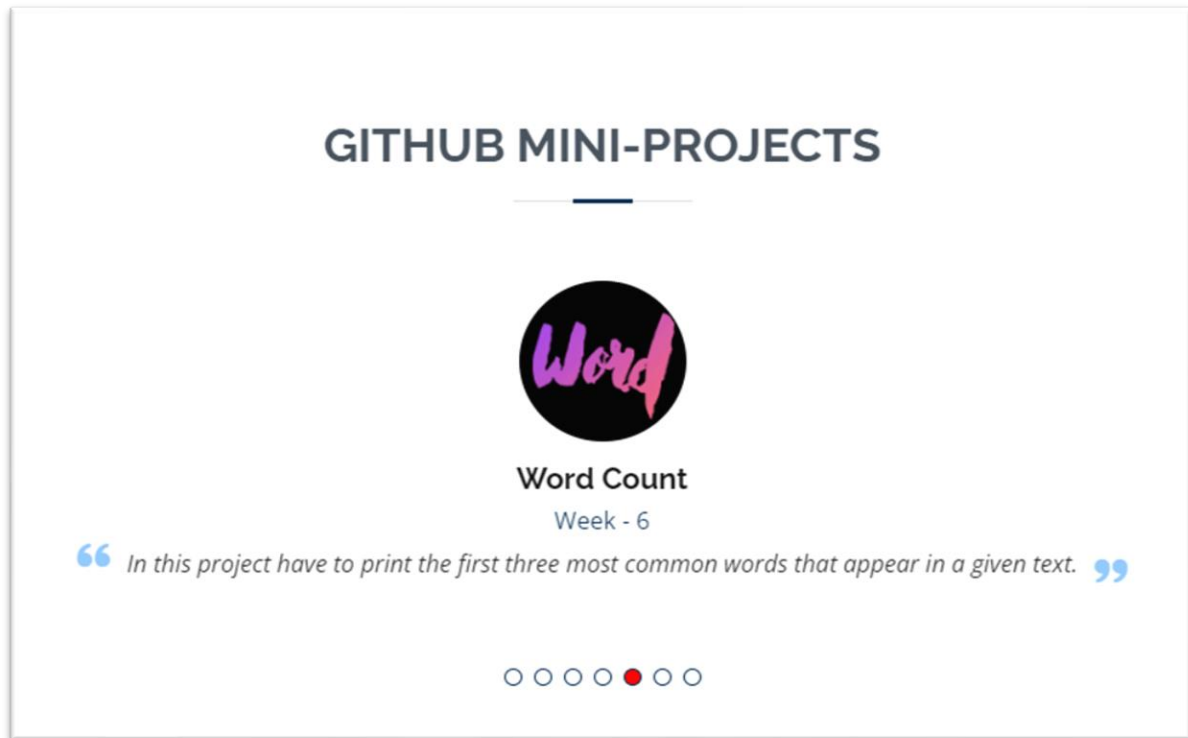 GITHUB MINI-PROJECTS
Word
Word Count
Week - 6
“ In this project have to print the first three most common words that appear in a given text. ”